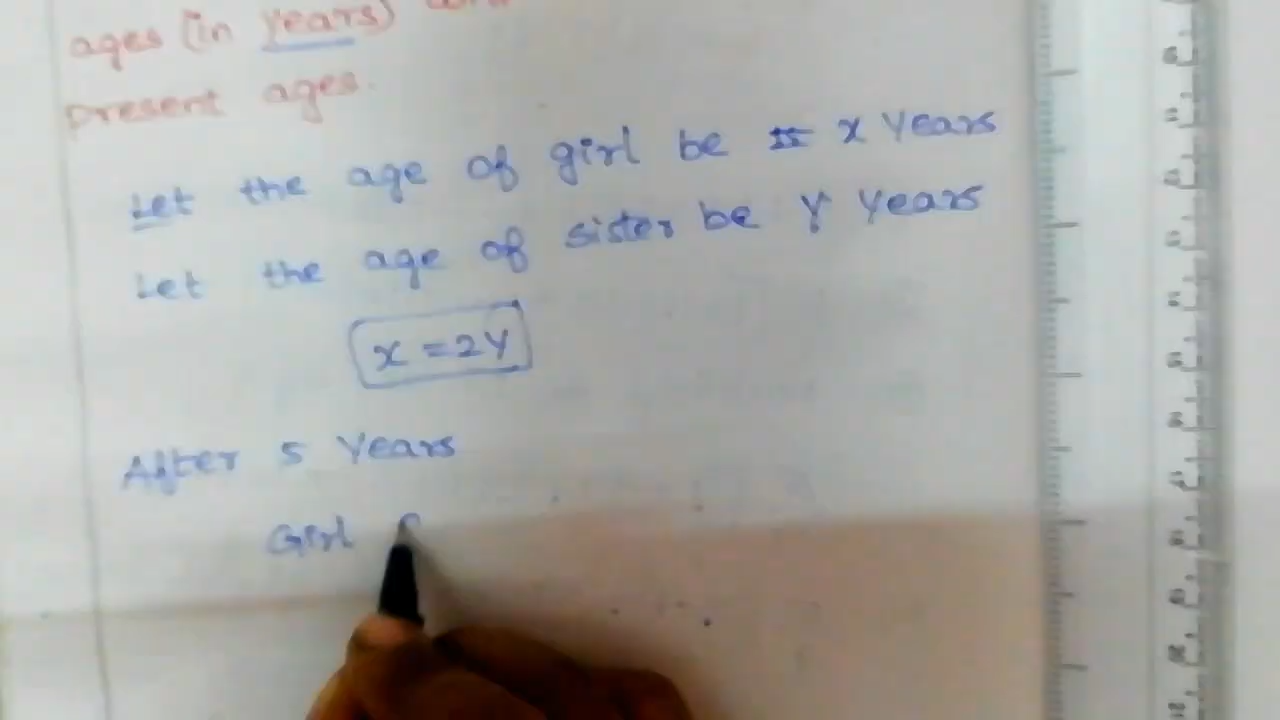 ages (in years)
Present ages.
Let the age of girl be x years
Let the age of sister be y years
x = 2y
After 5 years
Girl